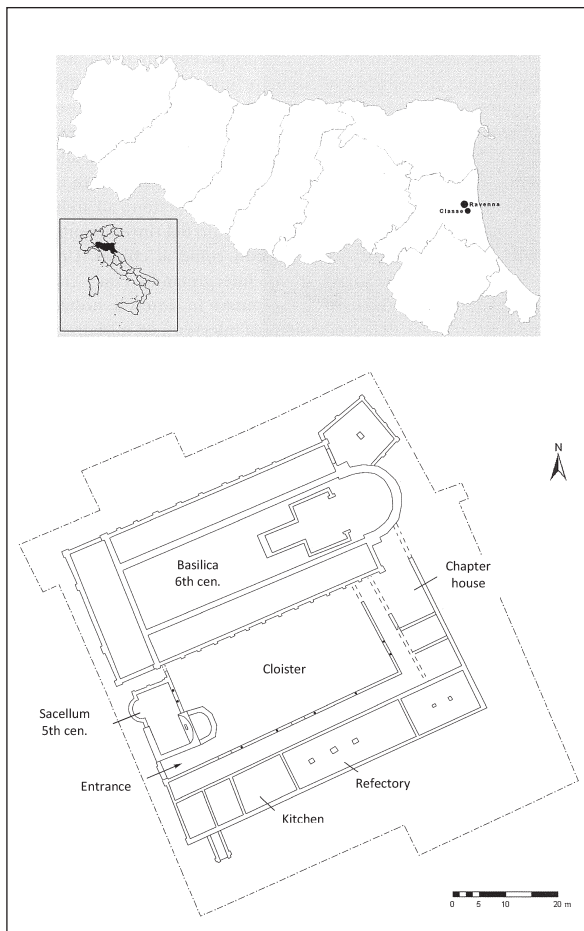 Ravenna
Classe
N
Basilica
6th cen.
Chapter
house
Cloister
Sacellum
5th cen.
Entrance
Refectory
Kitchen
0 5 10 20 m